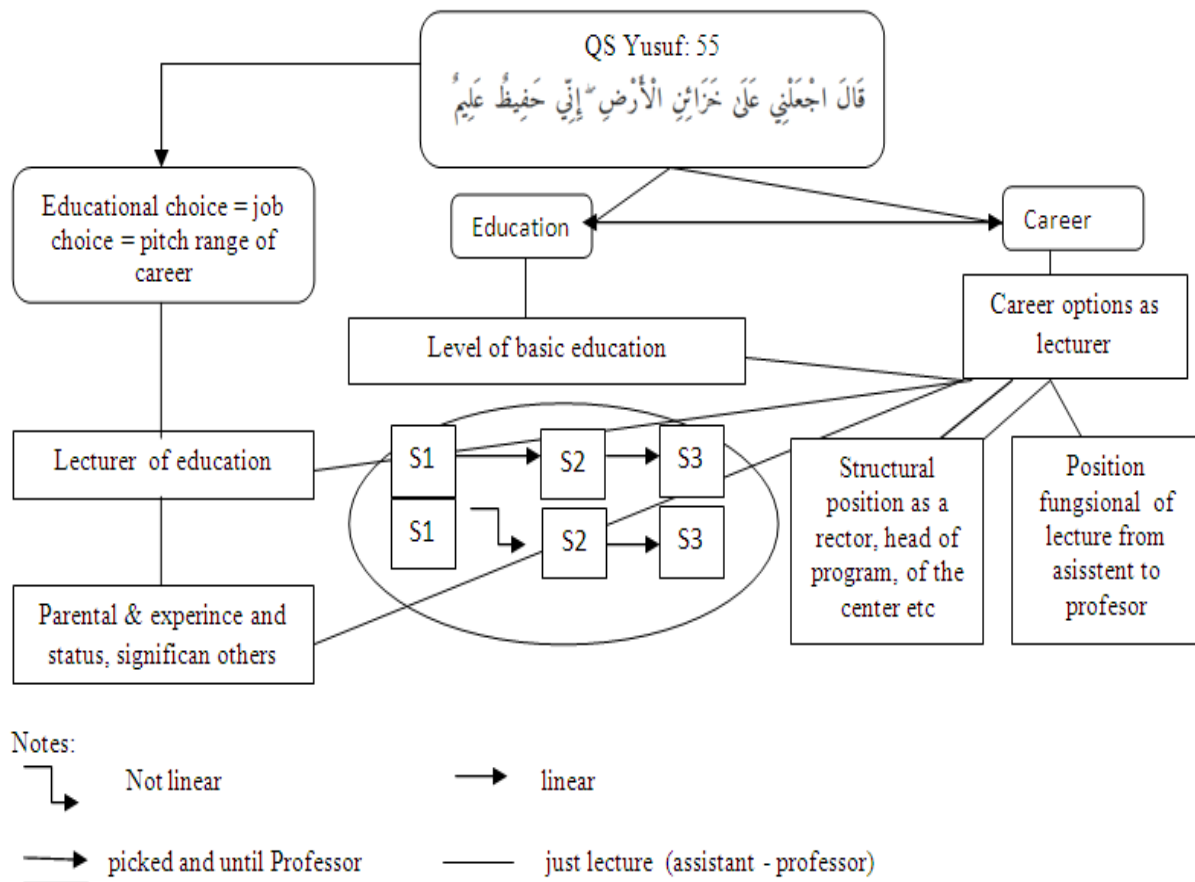 QS Yusuf: 55
قَالَ اجْعَلْنِي عَلَىٰ خَزَائِنِ الْأَرْضِ ۖ إِنِّي حَفِيظٌ عَلِيمٌ
Educational choice = job
choice = pitch range of
career
Education
Career
Level of basic education
Career options as
lecturer
Lecturer of education
S1
S2
S3
S1
S2
S3
Structural
position as a
rector, head of
program, of the
center etc
Position
fungsional of
lecture from
asisstent to
profesor
Parental & experince and
status, significan others
Notes:
Not linear
linear
picked and until Professor
just lecture (assistant - professor)